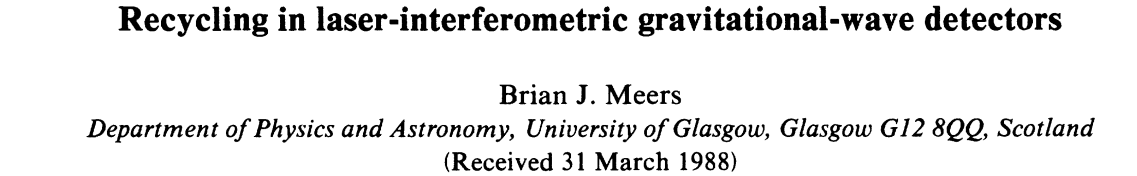 Recycling in laser-interferometric gravitational-wave detectors
Brian J. Meers
Department of Physics and Astronomy, University of Glasgow, Glasgow G12 8QQ, Scotland
(Received 31 March 1988)